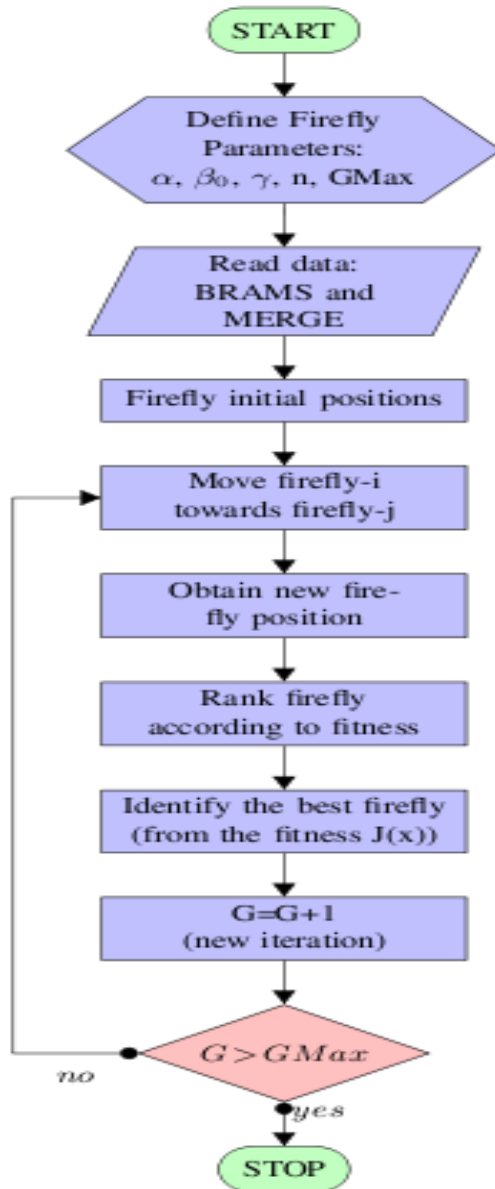 START
Define Firefly
Parameters:
α, β₀, γ, n, GMax
Read data:
BRAMS and
MERGE
Firefly initial positions
Move firefly-i
towards firefly-j
Obtain new fire-
fly position
Rank firefly
according to fitness
Identify the best firefly
(from the fitness J(x))
G=G+1
(new iteration)
G > GMax
no
yes
STOP